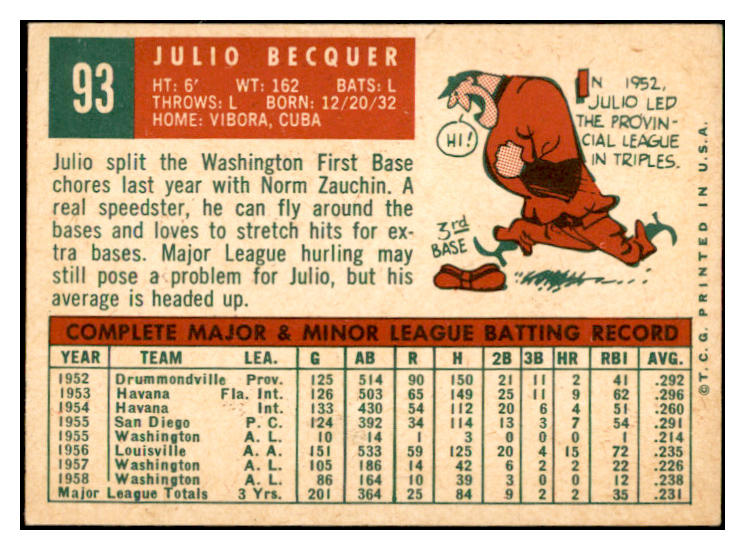 93
JULIO BECQUER
HT: 6' WT: 162 BATS: L
THROWS: L BORN: 12/20/32
HOME: VIBORA, CUBA
Julio split the Washington First Base
chores last year with Norm Zauchin. A
real speedster, he can fly around the
bases and loves to stretch hits for ex-
tra bases. Major League hurling may
still pose a problem for Julio, but his
average is headed up.
HI!
3rd
BASE
IN 1952,
JULIO LED
THE PROVIN-
CIAL LEAGUE
IN TRIPLES.
COMPLETE MAJOR & MINOR LEAGUE BATTING RECORD
YEAR TEAM LEA. G AB R H 2B 3B HR RBI AVG.
1952 Drummondville Prov. 125 514 90 150 21 11 2 41 .292
1953 Havana Fla. Int. 126 503 65 149 25 11 9 62 .296
1954 Havana Int. 133 430 54 112 20 6 4 51 .260
1955 San Diego P. C. 124 392 34 114 13 3 7 54 .291
1955 Washington A. L. 10 14 1 3 0 0 0 1 .214
1956 Louisville A. A. 151 533 59 125 20 4 15 72 .235
1957 Washington A. L. 105 186 14 42 6 2 2 22 .226
1958 Washington A. L. 86 164 10 39 3 0 0 12 .238
Major League Totals 3 Yrs. 201 364 25 84 9 2 2 35 .231
© T. C. G. PRINTED IN U. S. A.